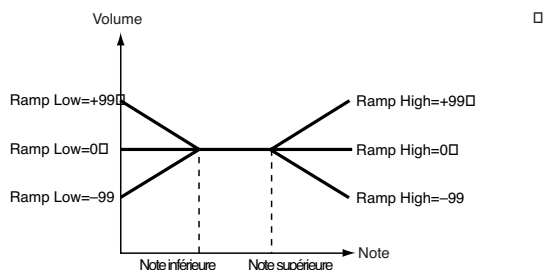 Volume
Ramp Low=+99
Ramp High=+99
Ramp Low=0
Ramp High=0
Ramp Low=–99
Ramp High=–99
Note
Note inférieure
Note supérieure